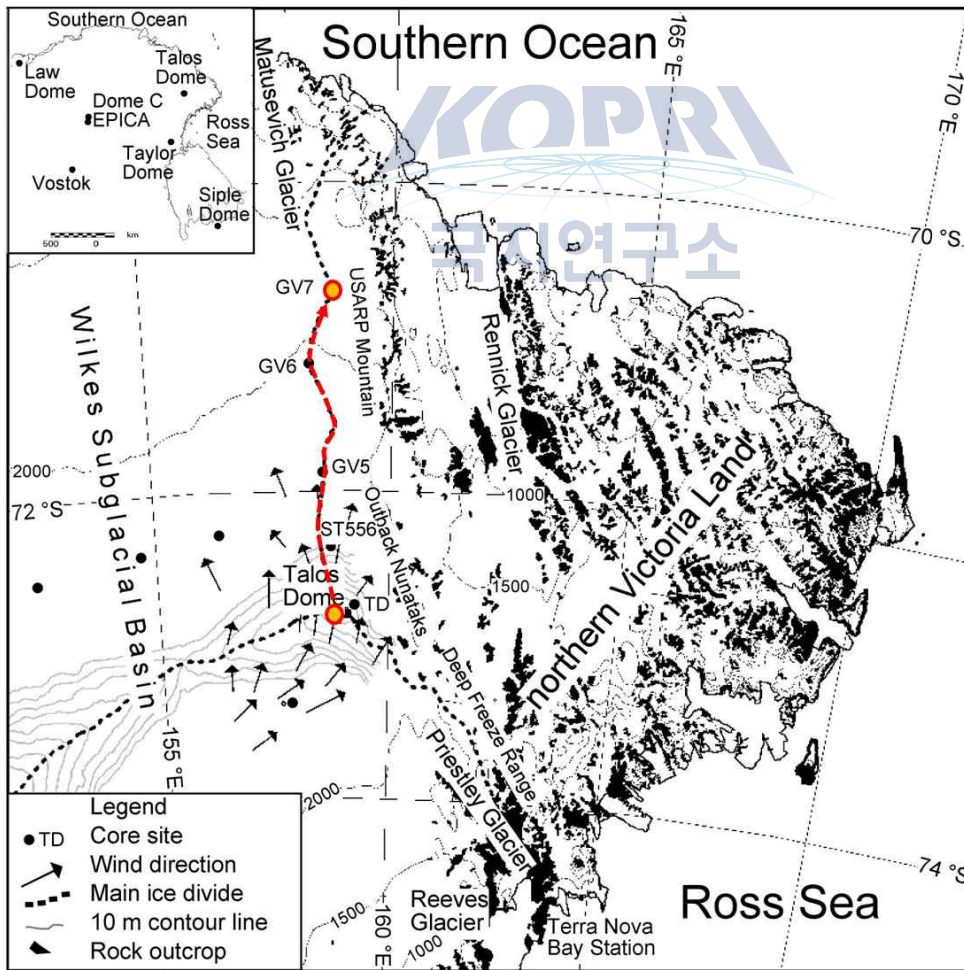 Southern Ocean
Law
Dome
Talos
Dome
Dome C
EPICA
Ross
Sea
Taylor
Dome
Vostok
Siple
Dome
500 0 km
Southern Ocean
165 °E
170 °E
KOPRI
극지연구소
Matusevich Glacier
70 °S
GV7
USARP Mountain
Rennick Glacier
GV6
Wilkes Subglacial Basin
2000
GV5
72 °S
1000
Outback Nunataks
ST556
northern Victoria Land
1500
Talos
Dome
TD
Deep Freeze Range
Priestley Glacier
155 °E
2000
74 °S
Legend
TD Core site
Wind direction
Main ice divide
10 m contour line
Rock outcrop
1500
160 °E
1000
Reeves
Glacier
Terra Nova
Bay Station
Ross Sea